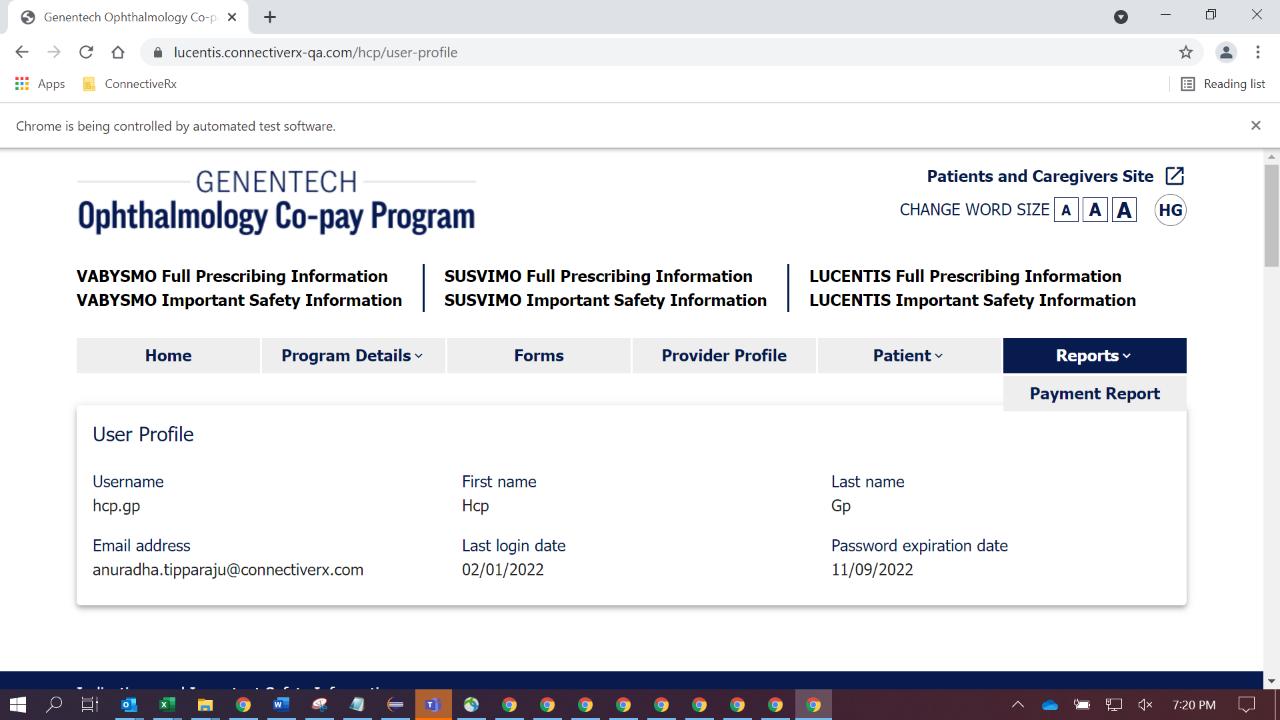 Genentech Ophthalmology Co-p
lucentis.connectiverx-qa.com/hcp/user-profile
Apps
ConnectiveRx
Reading list
Chrome is being controlled by automated test software.
GENENTECH
Ophthalmology Co-pay Program
Patients and Caregivers Site
CHANGE WORD SIZE A A A HG
VABYSMO Full Prescribing Information
VABYSMO Important Safety Information
SUSVIMO Full Prescribing Information
SUSVIMO Important Safety Information
LUCENTIS Full Prescribing Information
LUCENTIS Important Safety Information
Home Program Details Forms Provider Profile Patient Reports
Payment Report
User Profile
Username First name Last name
hcp.gp Hcp Gp
Email address Last login date Password expiration date
anuradha.tipparaju@connectiverx.com 02/01/2022 11/09/2022
7:20 PM